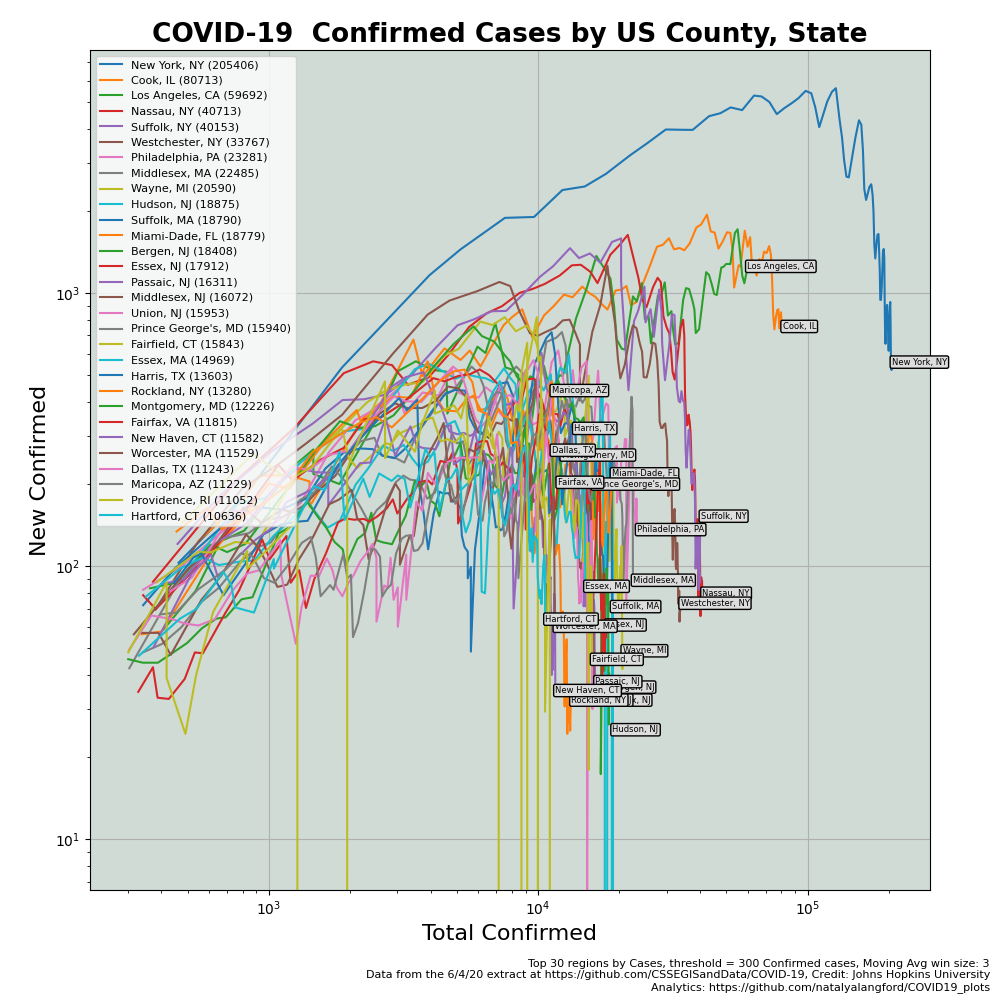 COVID-19  Confirmed Cases by US County, State
New York, NY (205406)
Cook, IL (80713)
Los Angeles, CA (59692)
Nassau, NY (40713)
Suffolk, NY (40153)
Westchester, NY (33767)
Philadelphia, PA (23281)
Middlesex, MA (22485)
Wayne, MI (20590)
Hudson, NJ (18875)
Suffolk, MA (18790)
Miami-Dade, FL (18779)
Bergen, NJ (18408)
Essex, NJ (17912)
Passaic, NJ (16311)
Middlesex, NJ (16072)
Union, NJ (15953)
Prince George's, MD (15940)
Fairfield, CT (15843)
Essex, MA (14969)
Harris, TX (13603)
Rockland, NY (13280)
Montgomery, MD (12226)
Fairfax, VA (11815)
New Haven, CT (11582)
Worcester, MA (11529)
Dallas, TX (11243)
Maricopa, AZ (11229)
Providence, RI (11052)
Hartford, CT (10636)
New Confirmed
10³
10²
10¹
Los Angeles, CA
Cook, IL
New York, NY
Maricopa, AZ
Harris, TX
Dallas, TX
Miami-Dade, FL
Fairfax, VA
Suffolk, NY
Philadelphia, PA
Middlesex, MA
Essex, MA
Nassau, NY
Westchester, NY
Suffolk, MA
Hartford, CT
Worcester, MA
Wayne, MI
Fairfield, CT
Passaic, NJ
New Haven, CT
Rockland, NY
Hudson, NJ
10³ 10⁴ 10⁵
Total Confirmed
Top 30 regions by Cases, threshold = 300 Confirmed cases, Moving Avg win size: 3
Data from the 6/4/20 extract at https://github.com/CSSEGISandData/COVID-19, Credit: Johns Hopkins University
Analytics: https://github.com/natalyalangford/COVID19_plots